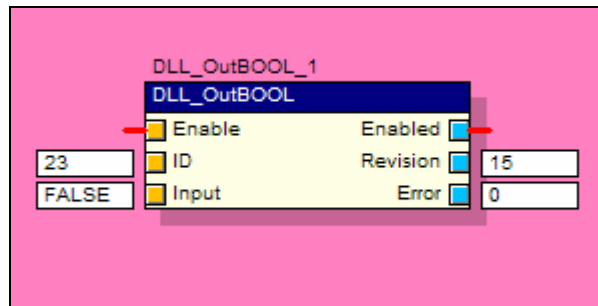 DLL_OutBOOL_1
DLL_OutBOOL
Enable Enabled
23 ID Revision 15
FALSE Input Error 0